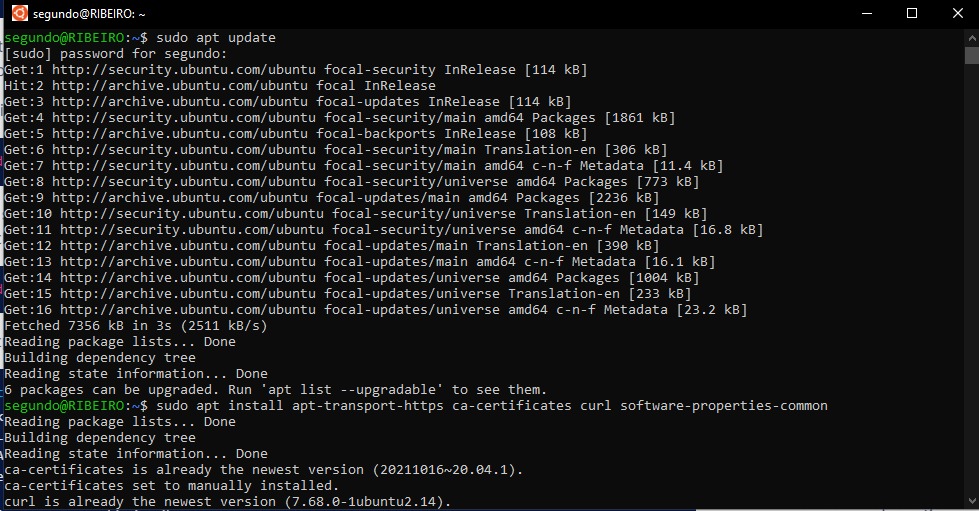 segundo@RIBEIRO: ~
segundo@RIBEIRO:~$ sudo apt update
[sudo] password for segundo:
Get:1 http://security.ubuntu.com/ubuntu focal-security InRelease [114 kB]
Hit:2 http://archive.ubuntu.com/ubuntu focal InRelease
Get:3 http://archive.ubuntu.com/ubuntu focal-updates InRelease [114 kB]
Get:4 http://security.ubuntu.com/ubuntu focal-security/main amd64 Packages [1861 kB]
Get:5 http://archive.ubuntu.com/ubuntu focal-backports InRelease [108 kB]
Get:6 http://security.ubuntu.com/ubuntu focal-security/main Translation-en [306 kB]
Get:7 http://security.ubuntu.com/ubuntu focal-security/main amd64 c-n-f Metadata [11.4 kB]
Get:8 http://security.ubuntu.com/ubuntu focal-security/universe amd64 Packages [773 kB]
Get:9 http://archive.ubuntu.com/ubuntu focal-updates/main amd64 Packages [2236 kB]
Get:10 http://security.ubuntu.com/ubuntu focal-security/universe Translation-en [149 kB]
Get:11 http://security.ubuntu.com/ubuntu focal-security/universe amd64 c-n-f Metadata [16.8 kB]
Get:12 http://archive.ubuntu.com/ubuntu focal-updates/main Translation-en [390 kB]
Get:13 http://archive.ubuntu.com/ubuntu focal-updates/main amd64 c-n-f Metadata [16.1 kB]
Get:14 http://archive.ubuntu.com/ubuntu focal-updates/universe amd64 Packages [1004 kB]
Get:15 http://archive.ubuntu.com/ubuntu focal-updates/universe Translation-en [233 kB]
Get:16 http://archive.ubuntu.com/ubuntu focal-updates/universe amd64 c-n-f Metadata [23.2 kB]
Fetched 7356 kB in 3s (2511 kB/s)
Reading package lists... Done
Building dependency tree
Reading state information... Done
6 packages can be upgraded. Run 'apt list --upgradable' to see them.
segundo@RIBEIRO:~$ sudo apt install apt-transport-https ca-certificates curl software-properties-common
Reading package lists... Done
Building dependency tree
Reading state information... Done
ca-certificates is already the newest version (20211016~20.04.1).
ca-certificates set to manually installed.
curl is already the newest version (7.68.0-1ubuntu2.14).